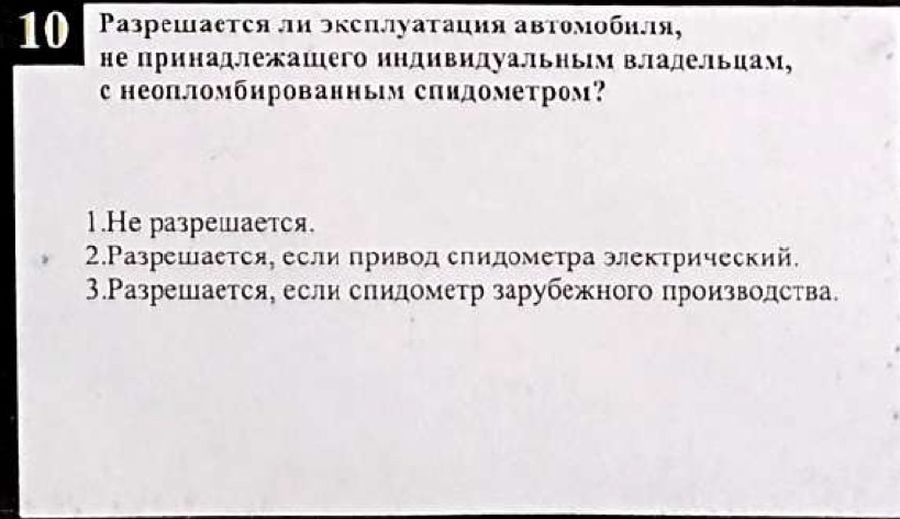 10
Разрешается ли эксплуатация автомобиля,
не принадлежащего индивидуальным владельцам,
с неопломбированным спидометром?
1.Не разрешается.
2.Разрешается, если привод спидометра электрический.
3.Разрешается, если спидометр зарубежного производства.